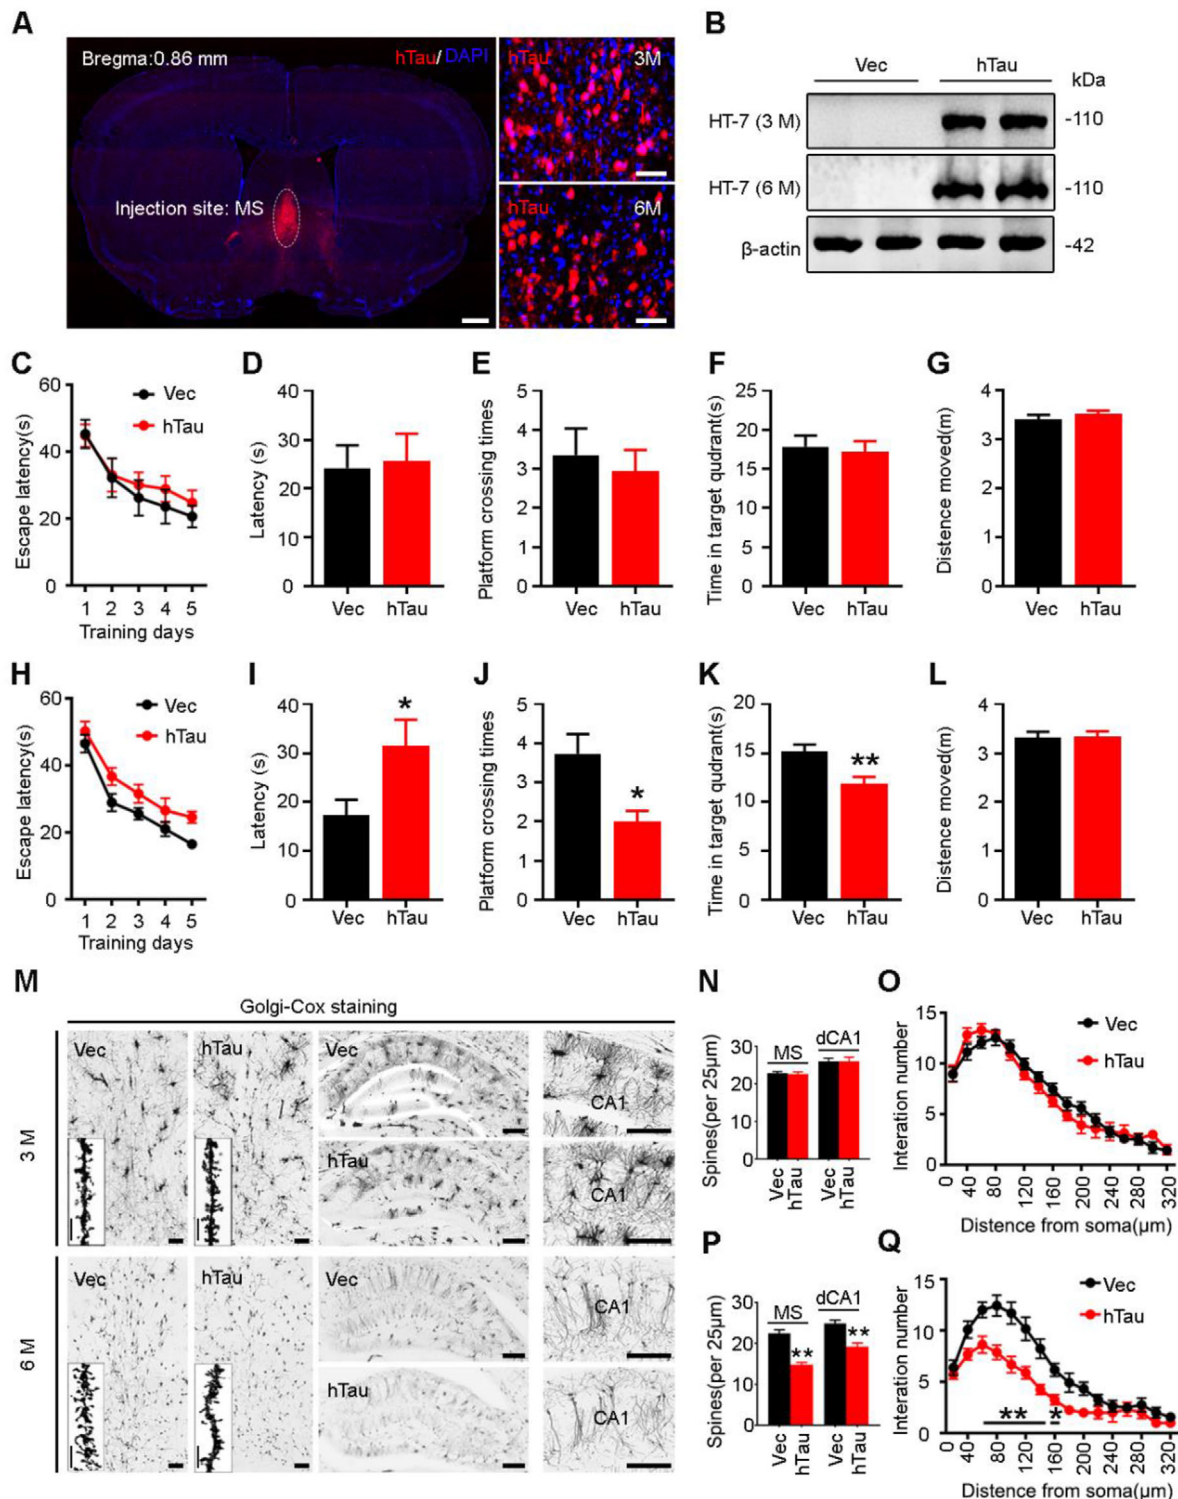 A
Bregma:0.86 mm
hTau/DAPI
Injection site: MS
hTau
3M
hTau
6M
B
Vec
hTau
kDa
HT-7 (3 M)
-110
HT-7 (6 M)
-110
β-actin
-42
C
Escape latency(s)
60
40
20
0
Vec
hTau
1 2 3 4 5
Training days
D
Latency (s)
40
30
20
10
0
Vec hTau
E
Platform crossing times
5
4
3
2
1
0
Vec hTau
F
Time in target qudrant(s)
25
20
15
10
5
0
Vec hTau
G
Distence moved(m)
4
3
2
1
0
Vec hTau
H
Escape latency(s)
60
40
20
0
Vec
hTau
1 2 3 4 5
Training days
I
Latency (s)
40
30
20
10
0
*
Vec hTau
J
Platform crossing times
5
4
3
2
1
0
*
Vec hTau
K
Time in target qudrant(s)
20
15
10
5
0
**
Vec hTau
L
Distence moved(m)
4
3
2
1
0
Vec hTau
M
Golgi-Cox staining
3 M
Vec
hTau
Vec
CA1
hTau
CA1
6 M
Vec
hTau
Vec
CA1
hTau
CA1
N
Spines(per 25μm)
30
20
10
0
MS
dCA1
Vec
hTau
Vec
hTau
O
Interation number
15
10
5
0
Vec
hTau
0 40 80 120 160 200 240 280 320
Distence from soma(μm)
P
Spines(per 25μm)
30
20
10
0
MS
dCA1
**
**
Vec
hTau
Vec
hTau
Q
Interation number
15
10
5
0
Vec
hTau
** *
0 40 80 120 160 200 240 280 320
Distence from soma(μm)